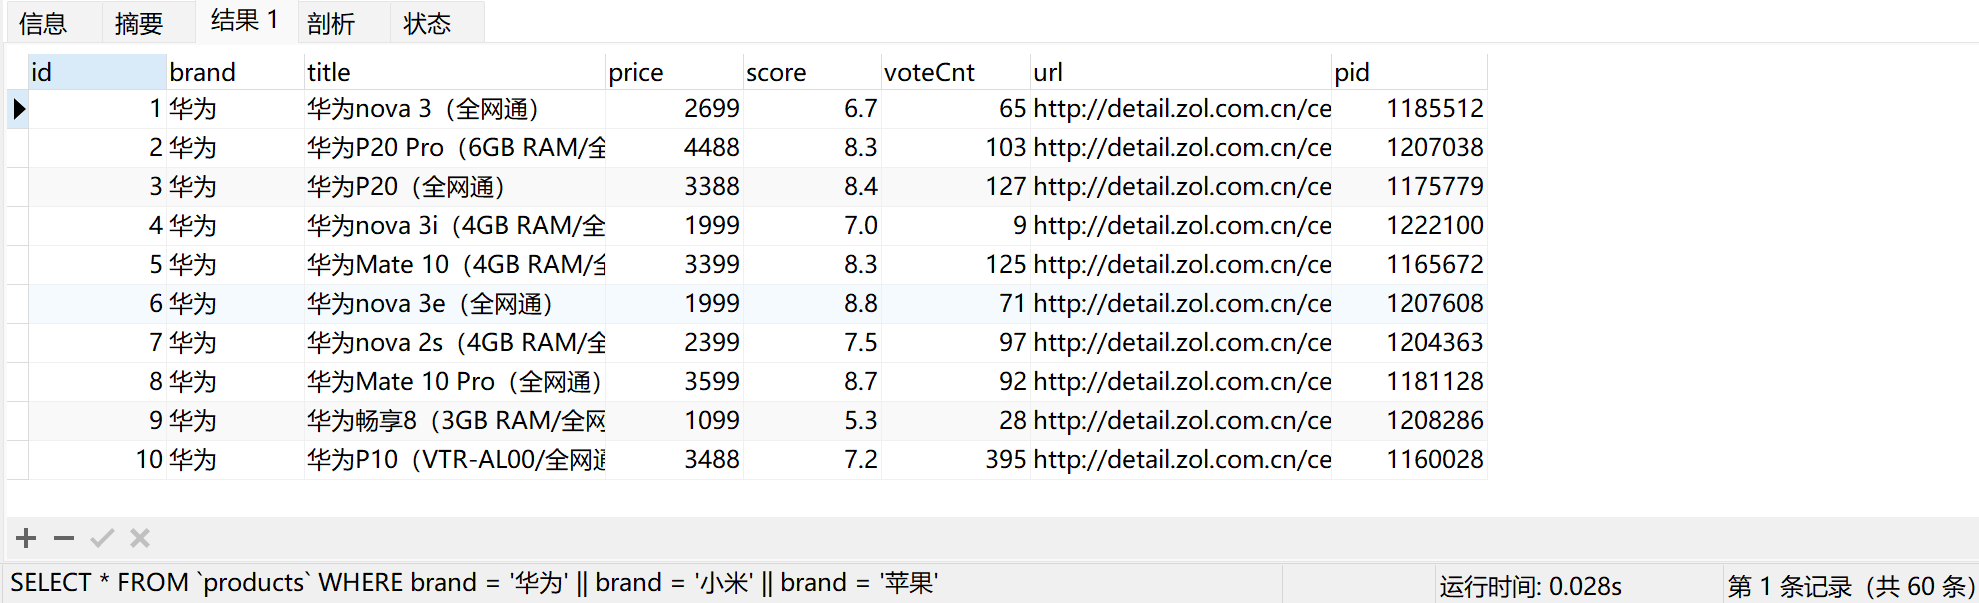 信息 摘要 结果 1 剖析 状态
id brand title price score voteCnt url pid
1 华为 华为nova 3（全网通） 2699 6.7 65 http://detail.zol.com.cn/ce 1185512
2 华为 华为P20 Pro（6GB RAM/全 4488 8.3 103 http://detail.zol.com.cn/ce 1207038
3 华为 华为P20（全网通） 3388 8.4 127 http://detail.zol.com.cn/ce 1175779
4 华为 华为nova 3i（4GB RAM/全 1999 7.0 9 http://detail.zol.com.cn/ce 1222100
5 华为 华为Mate 10（4GB RAM/全 3399 8.3 125 http://detail.zol.com.cn/ce 1165672
6 华为 华为nova 3e（全网通） 1999 8.8 71 http://detail.zol.com.cn/ce 1207608
7 华为 华为nova 2s（4GB RAM/全 2399 7.5 97 http://detail.zol.com.cn/ce 1204363
8 华为 华为Mate 10 Pro（全网通） 3599 8.7 92 http://detail.zol.com.cn/ce 1181128
9 华为 华为畅享8（3GB RAM/全网 1099 5.3 28 http://detail.zol.com.cn/ce 1208286
10 华为 华为P10（VTR-AL00/全网通 3488 7.2 395 http://detail.zol.com.cn/ce 1160028
SELECT * FROM `products` WHERE brand = '华为' || brand = '小米' || brand = '苹果' 运行时间: 0.028s 第 1 条记录（共 60 条）